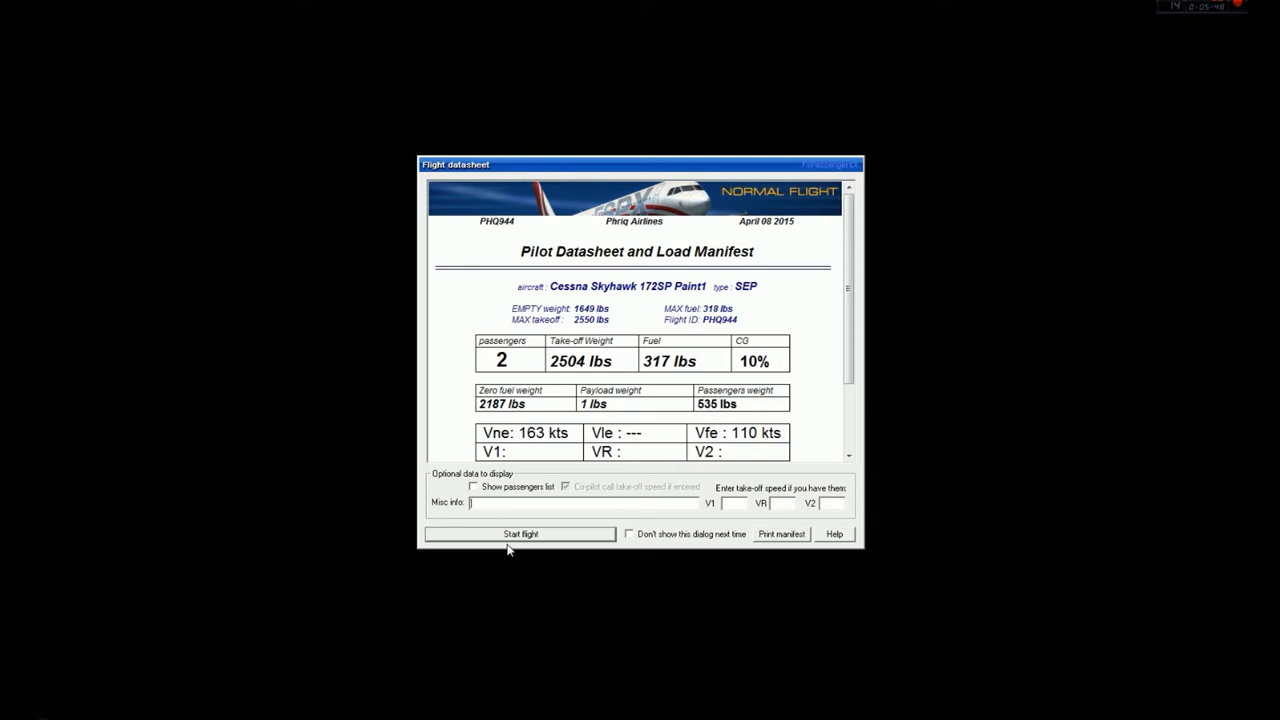 14 0:05:48
Flight datasheet
NORMAL FLIGHT
PHQ944 Phriq Airlines April 08 2015
Pilot Datasheet and Load Manifest
aircraft : Cessna Skyhawk 172SP Paint1 type : SEP
EMPTY weight: 1649 lbs MAX fuel: 318 lbs
MAX takeoff : 2550 lbs Flight ID: PHQ944
passengers Take-off Weight Fuel CG
2 2504 lbs 317 lbs 10%
Zero fuel weight Payload weight Passengers weight
2187 lbs 1 lbs 535 lbs
Vne: 163 kts Vle : --- Vfe : 110 kts
V1: VR : V2 :
Optional data to display
Show passengers list Co-pilot call take-off speed if entered Enter take-off speed if you have them:
Misc info: V1 VR V2
Start flight Don't show this dialog next time Print manifest Help